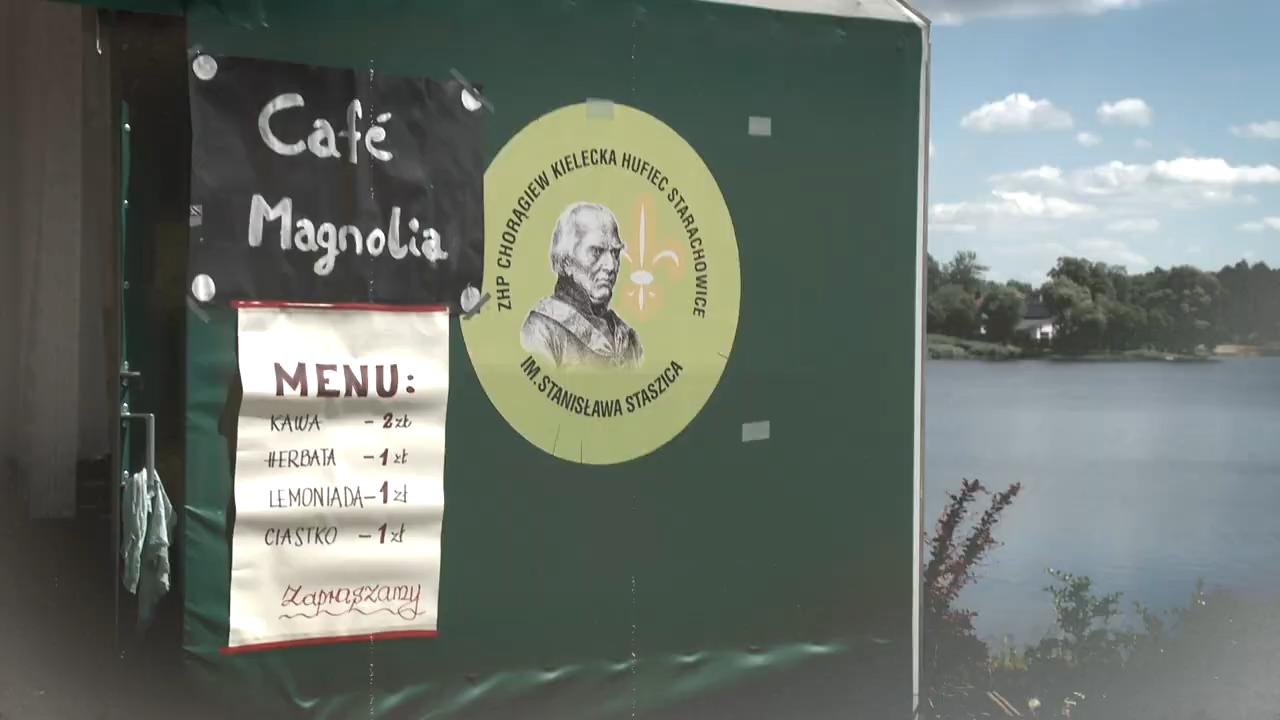 Café
Magnolia
MENU:
KAWA - 2 zł
HERBATA - 1 zł
LEMONIADA - 1 zł
CIASTKO - 1 zł
Zapraszamy
ZHP CHORĄGIEW KIELECKA HUFIEC STARACHOWICE
IM. STANISŁAWA STASZICA